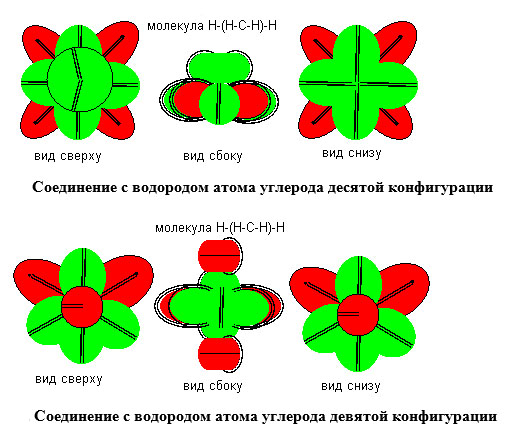 молекула Н-(Н-С-Н)-Н
вид сверху
вид сбоку
вид снизу
Соединение с водородом атома углерода десятой конфигурации
молекула Н-(Н-С-Н)-Н
вид сверху
вид сбоку
вид снизу
Соединение с водородом атома углерода девятой конфигурации